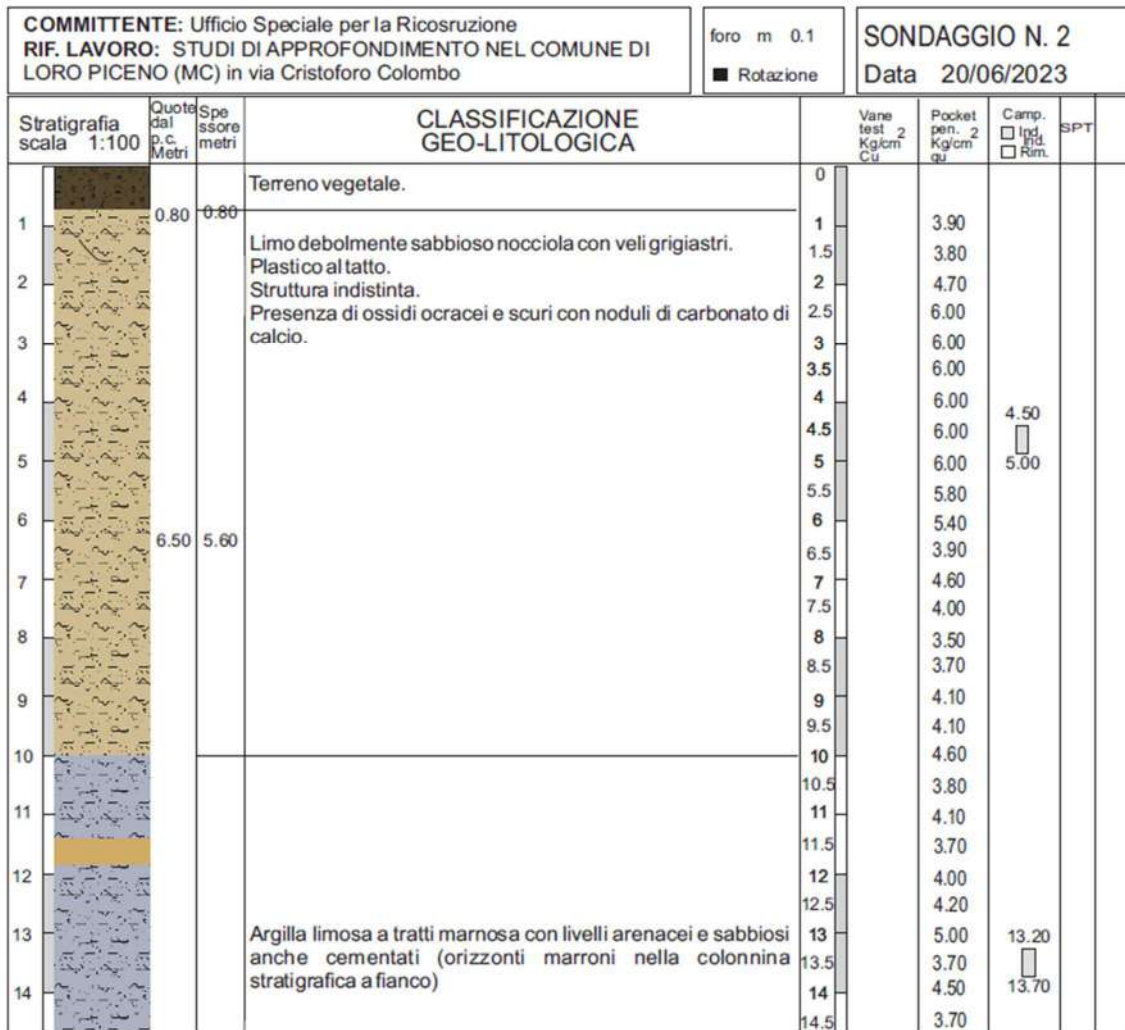 COMMITTENTE: Ufficio Speciale per la Ricosruzione
RIF. LAVORO: STUDI DI APPROFONDIMENTO NEL COMUNE DI
LORO PICENO (MC) in via Cristoforo Colombo
foro m 0.1
Rotazione
SONDAGGIO N. 2
Data 20/06/2023
Stratigrafia
scala 1:100
Quote
dal
p.c.
Metri
Spe
ssore
metri
CLASSIFICAZIONE
GEO-LITOLOGICA
Vane
test 2
Kg/cm
Cu
Pocket
pen. 2
Kg/cm
qu
Camp.
Ind.
Ind.
Rim.
SPT
0
Terreno vegetale.
0.80 0.80
1 1 3.90
Limo debolmente sabbioso nocciola con veli grigiastri.
1.5 3.80
Plastico al tatto.
2 2 4.70
Struttura indistinta.
Presenza di ossidi ocracei e scuri con noduli di carbonato di
2.5 6.00
calcio.
3 3 6.00
3.5 6.00
4 4 6.00
4.50
4.5 6.00
5 5 6.00 5.00
5.5 5.80
6 6 5.40
6.50 5.60
6.5 3.90
7 7 4.60
7.5 4.00
8 8 3.50
8.5 3.70
9 9 4.10
9.5 4.10
10 10 4.60
10.5 3.80
11 11 4.10
11.5 3.70
12 12 4.00
12.5 4.20
Argilla limosa a tratti marnosa con livelli arenacei e sabbiosi
13 13 5.00 13.20
anche cementati (orizzonti marroni nella colonnina
13.5 3.70
stratigrafica a fianco)
14 14 4.50 13.70
14.5 3.70